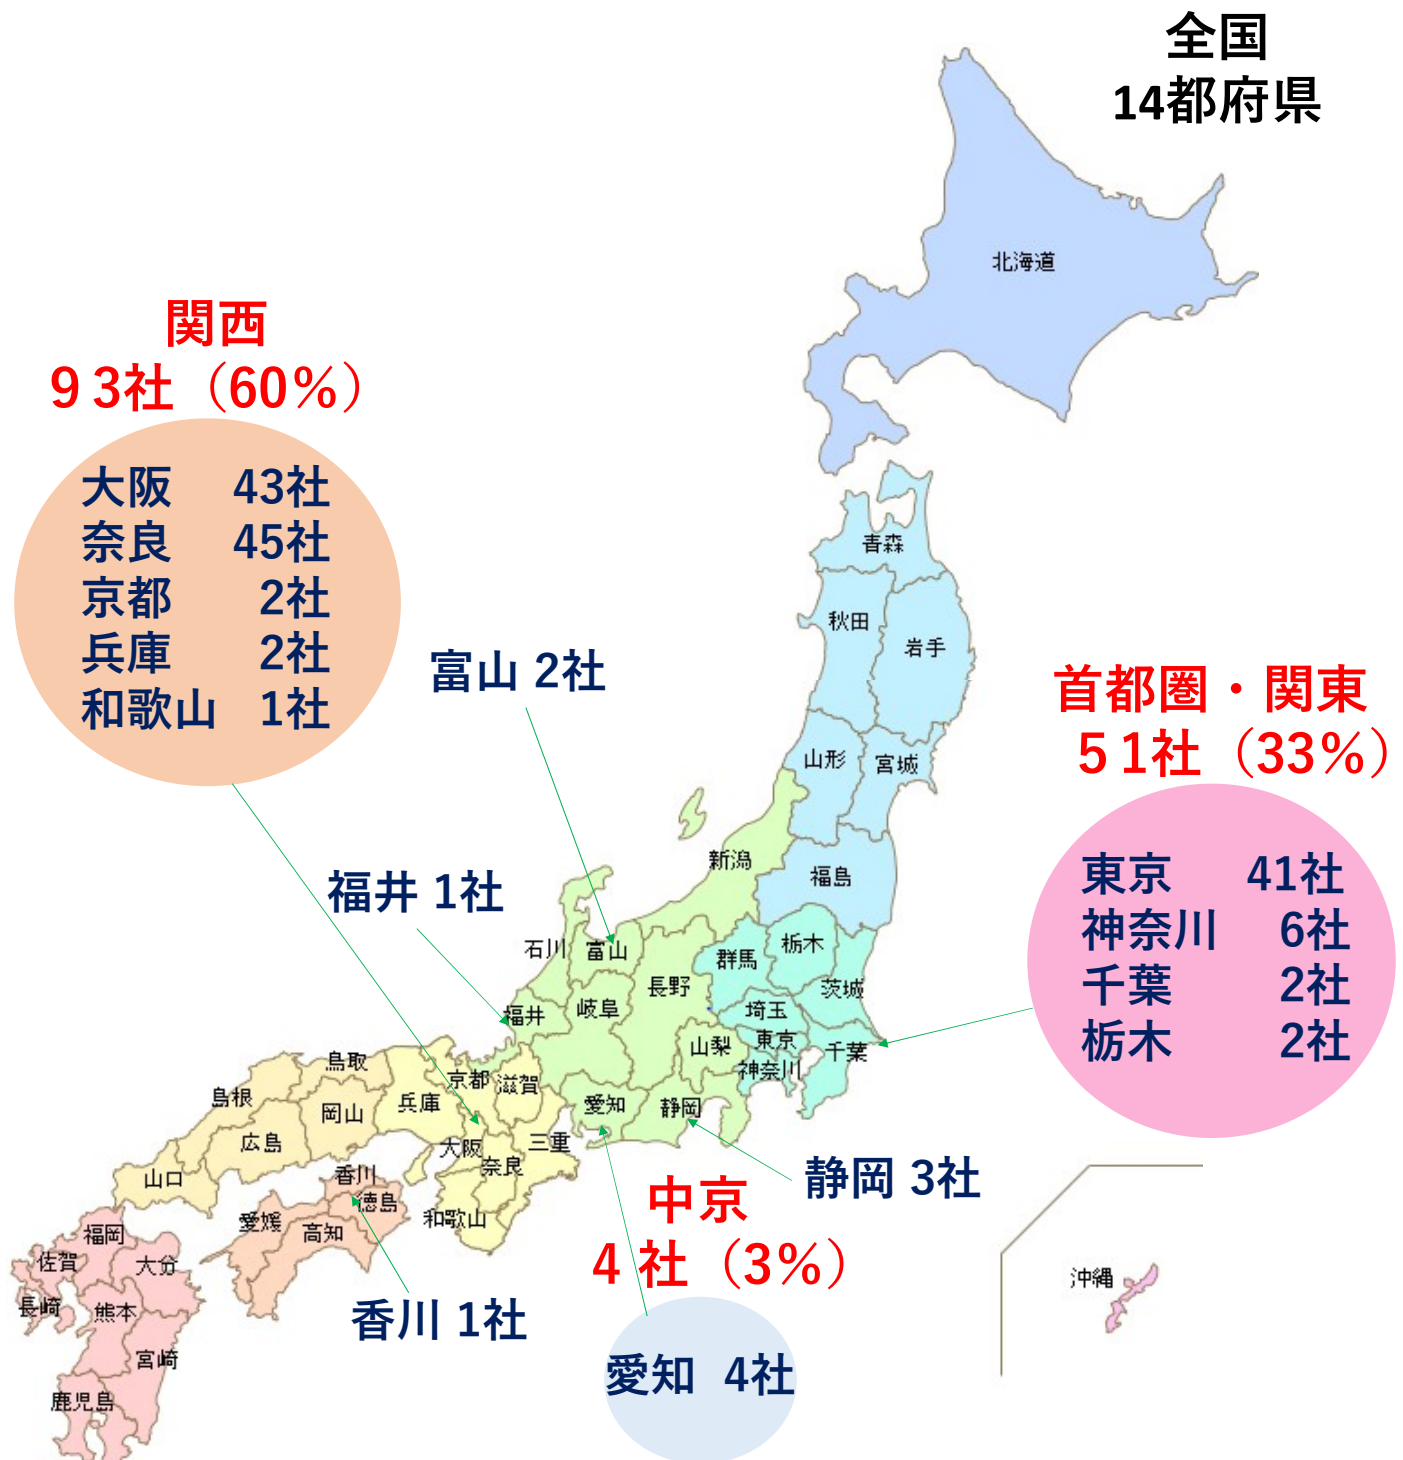 全国
14都府県
北海道
関西
９３社（60％）
大阪 43社
奈良 45社
京都 2社
兵庫 2社
和歌山 1社
青森
秋田
岩手
富山 2社
首都圏・関東
５１社（33％）
山形
宮城
東京 41社
神奈川 6社
千葉 2社
栃木 2社
新潟
福島
福井 1社
石川
富山
栃木
群馬
長野
茨城
福井
岐阜
埼玉
東京
山梨
千葉
神奈川
鳥取
京都
滋賀
島根
岡山
兵庫
愛知
静岡
広島
大阪
三重
奈良
山口
香川
徳島
和歌山
愛媛
高知
静岡 3社
中京
４社（3％）
福岡
佐賀
大分
長崎
熊本
宮崎
鹿児島
香川 1社
愛知 4社
沖縄